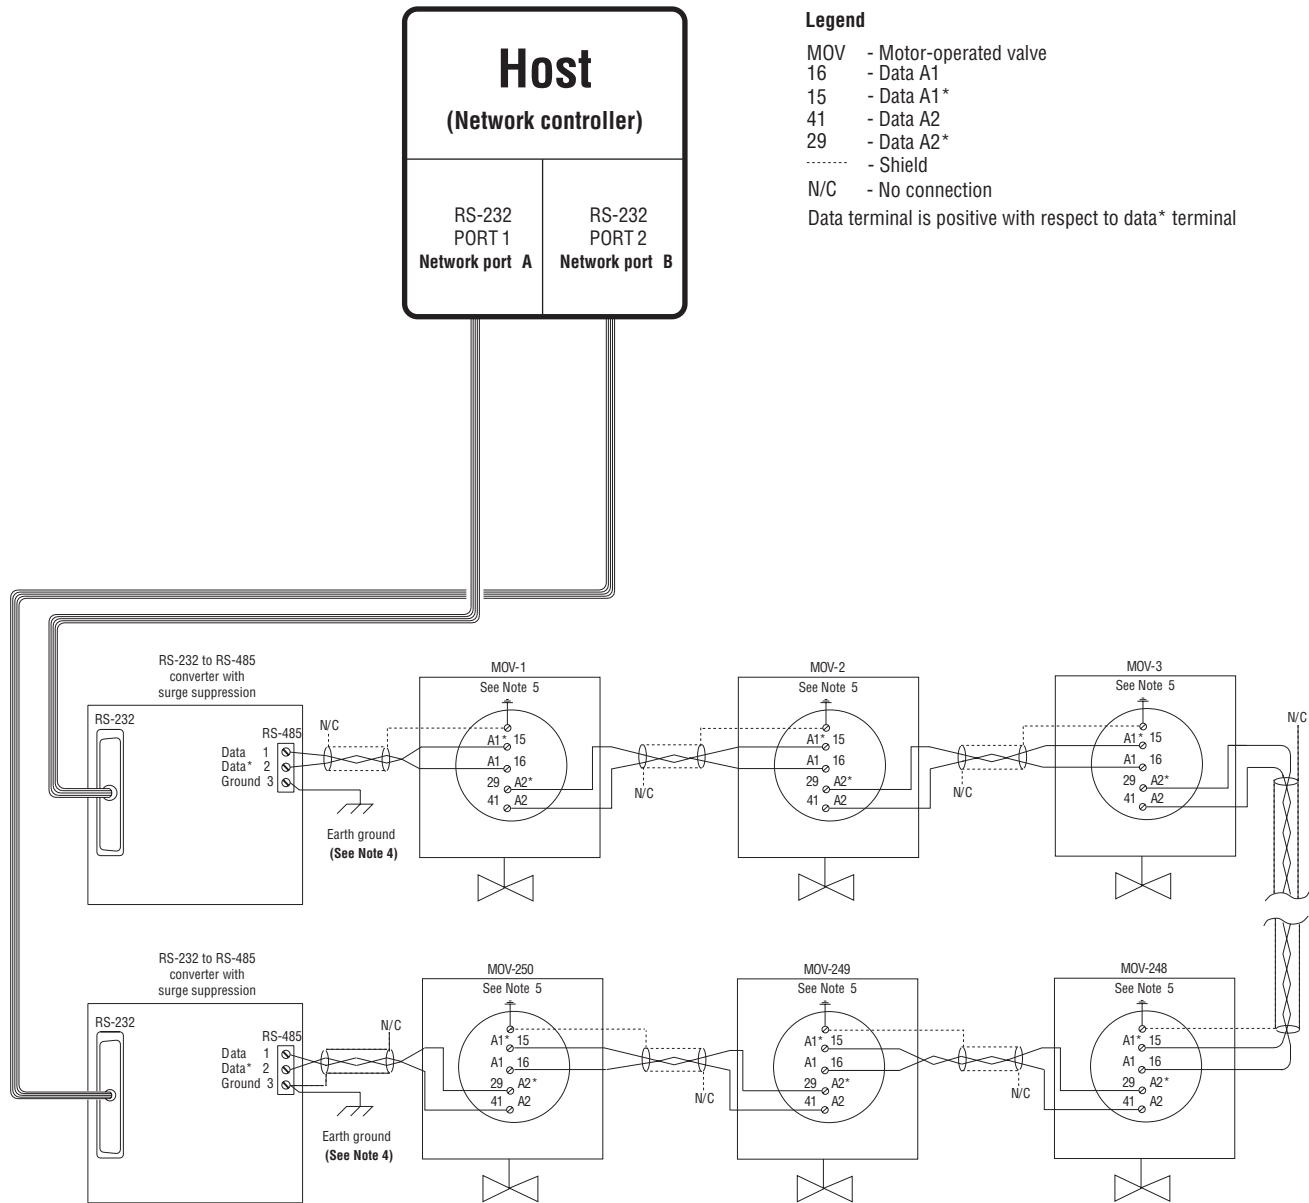 Host
(Network controller)
RS-232
PORT 1
Network port A
RS-232
PORT 2
Network port B
Legend
MOV - Motor-operated valve
16 - Data A1
15 - Data A1*
41 - Data A2
29 - Data A2*
- Shield
N/C - No connection
Data terminal is positive with respect to data* terminal
RS-232 to RS-485
converter with
surge suppression
RS-232
RS-485
Data 1
Data* 2
Ground 3
N/C
Earth ground
(See Note 4)
MOV-1
See Note 5
A1* 15
A1 16
29 A2*
41 A2
N/C
MOV-2
See Note 5
A1* 15
A1 16
29 A2*
41 A2
N/C
MOV-3
See Note 5
A1* 15
A1 16
29 A2*
41 A2
N/C
RS-232 to RS-485
converter with
surge suppression
RS-232
RS-485
Data 1
Data* 2
Ground 3
N/C
Earth ground
(See Note 4)
MOV-250
See Note 5
A1* 15
A1 16
29 A2*
41 A2
N/C
MOV-249
See Note 5
A1* 15
A1 16
29 A2*
41 A2
N/C
MOV-248
See Note 5
A1* 15
A1 16
29 A2*
41 A2